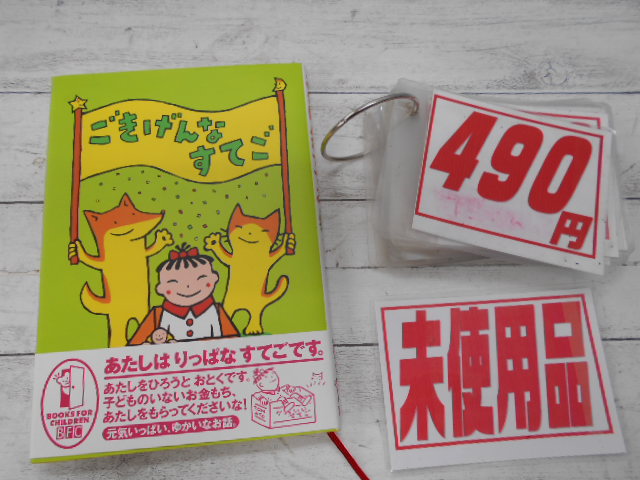 ごきげんな
すてご
あたしは りっぱな すてごです。
あたしをひろうと おとくです。
子どものいないお金もち、
あたしをもらってくださいな!
元気いっぱい、ゆかいなお話。
BOOKS FOR
CHILDREN
BFC
490
円
未使用品